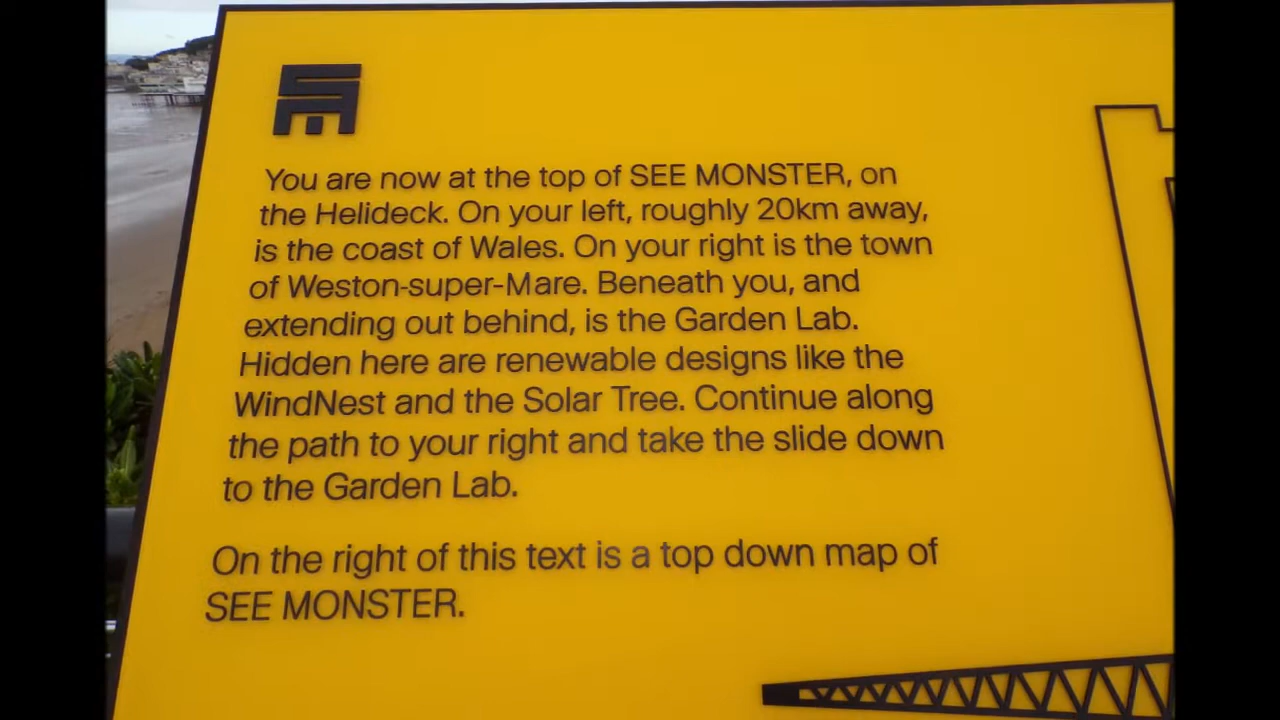 You are now at the top of SEE MONSTER, on
the Helideck. On your left, roughly 20km away,
is the coast of Wales. On your right is the town
of Weston-super-Mare. Beneath you, and
extending out behind, is the Garden Lab.
Hidden here are renewable designs like the
WindNest and the Solar Tree. Continue along
the path to your right and take the slide down
to the Garden Lab.
On the right of this text is a top down map of
SEE MONSTER.